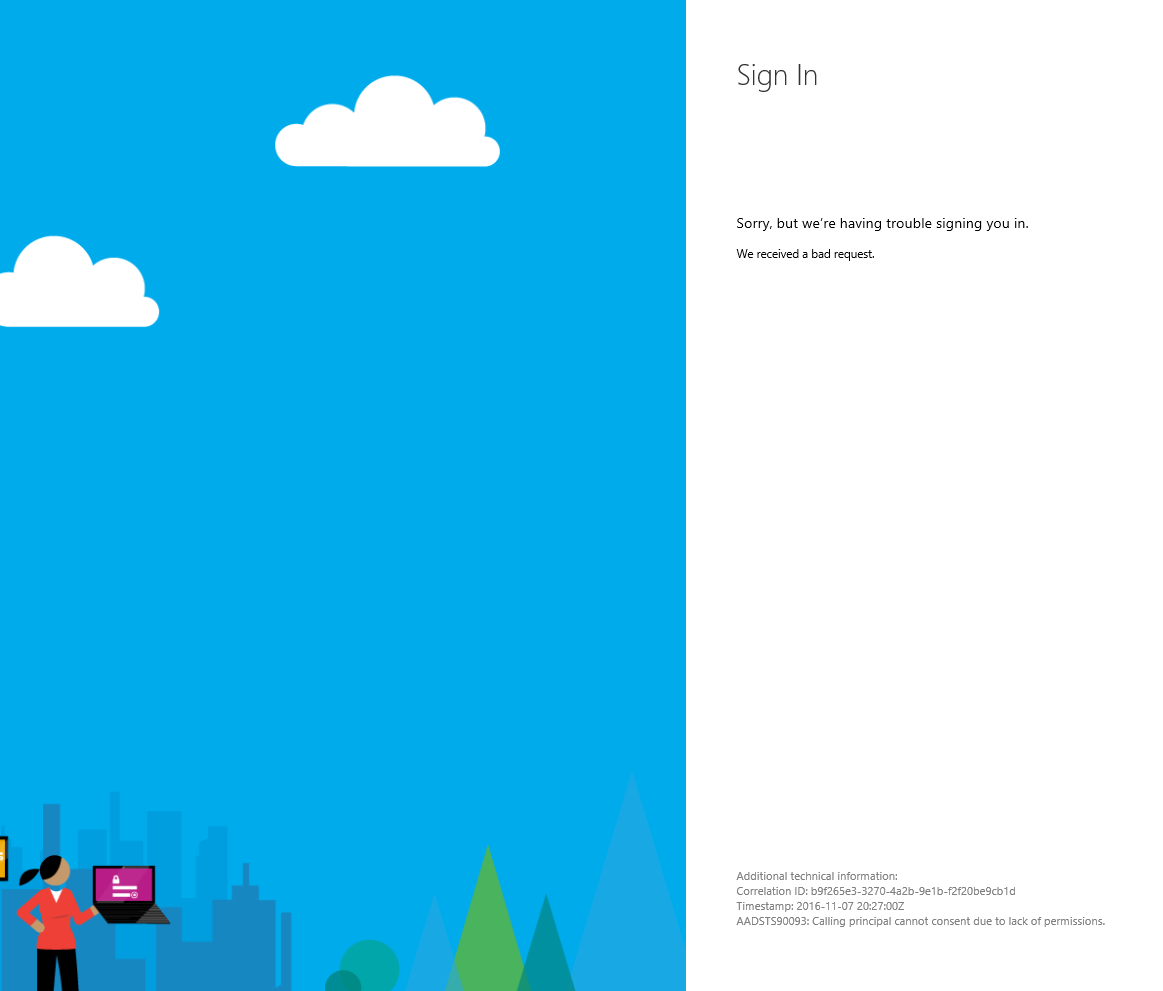 Sign In
Sorry, but we're having trouble signing you in.
We received a bad request.
Additional technical information:
Correlation ID: b9f265e3-3270-4a2b-9e1b-f2f20be9cb1d
Timestamp: 2016-11-07 20:27:00Z
AADSTS90093: Calling principal cannot consent due to lack of permissions.